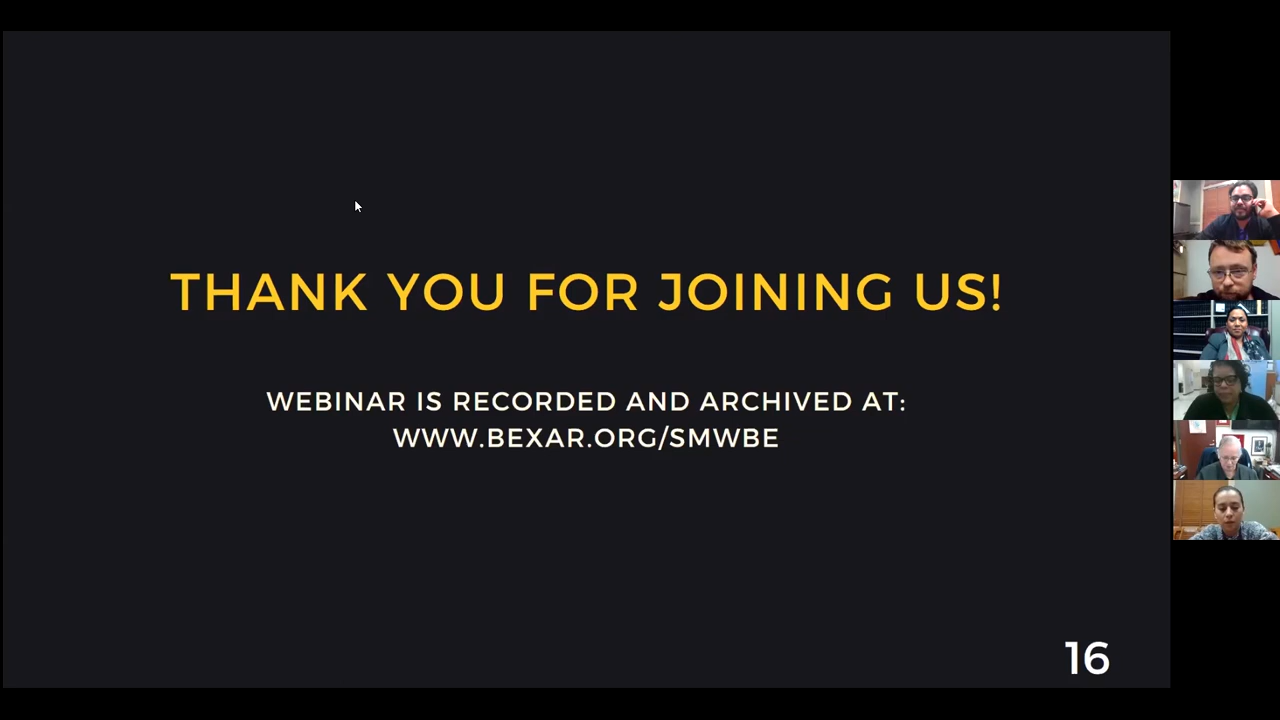 THANK YOU FOR JOINING US!
WEBINAR IS RECORDED AND ARCHIVED AT:
WWW.BEXAR.ORG/SMWBE
16